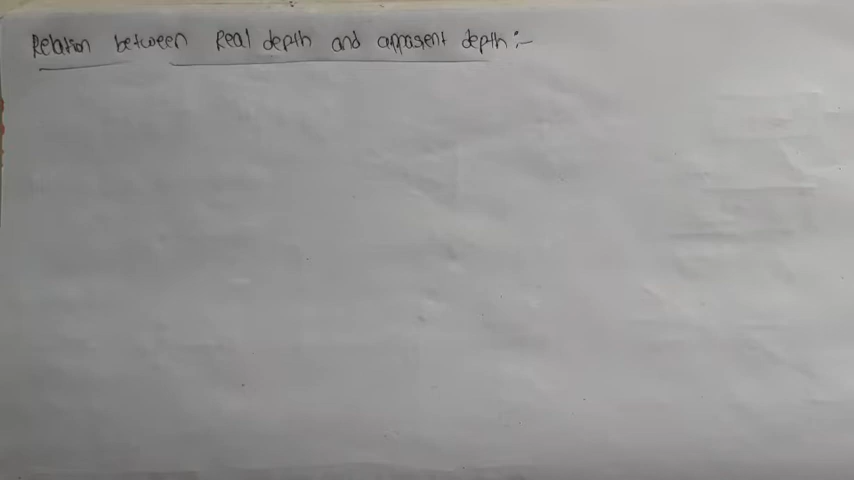 Relation between Real depth and apparent depth :-